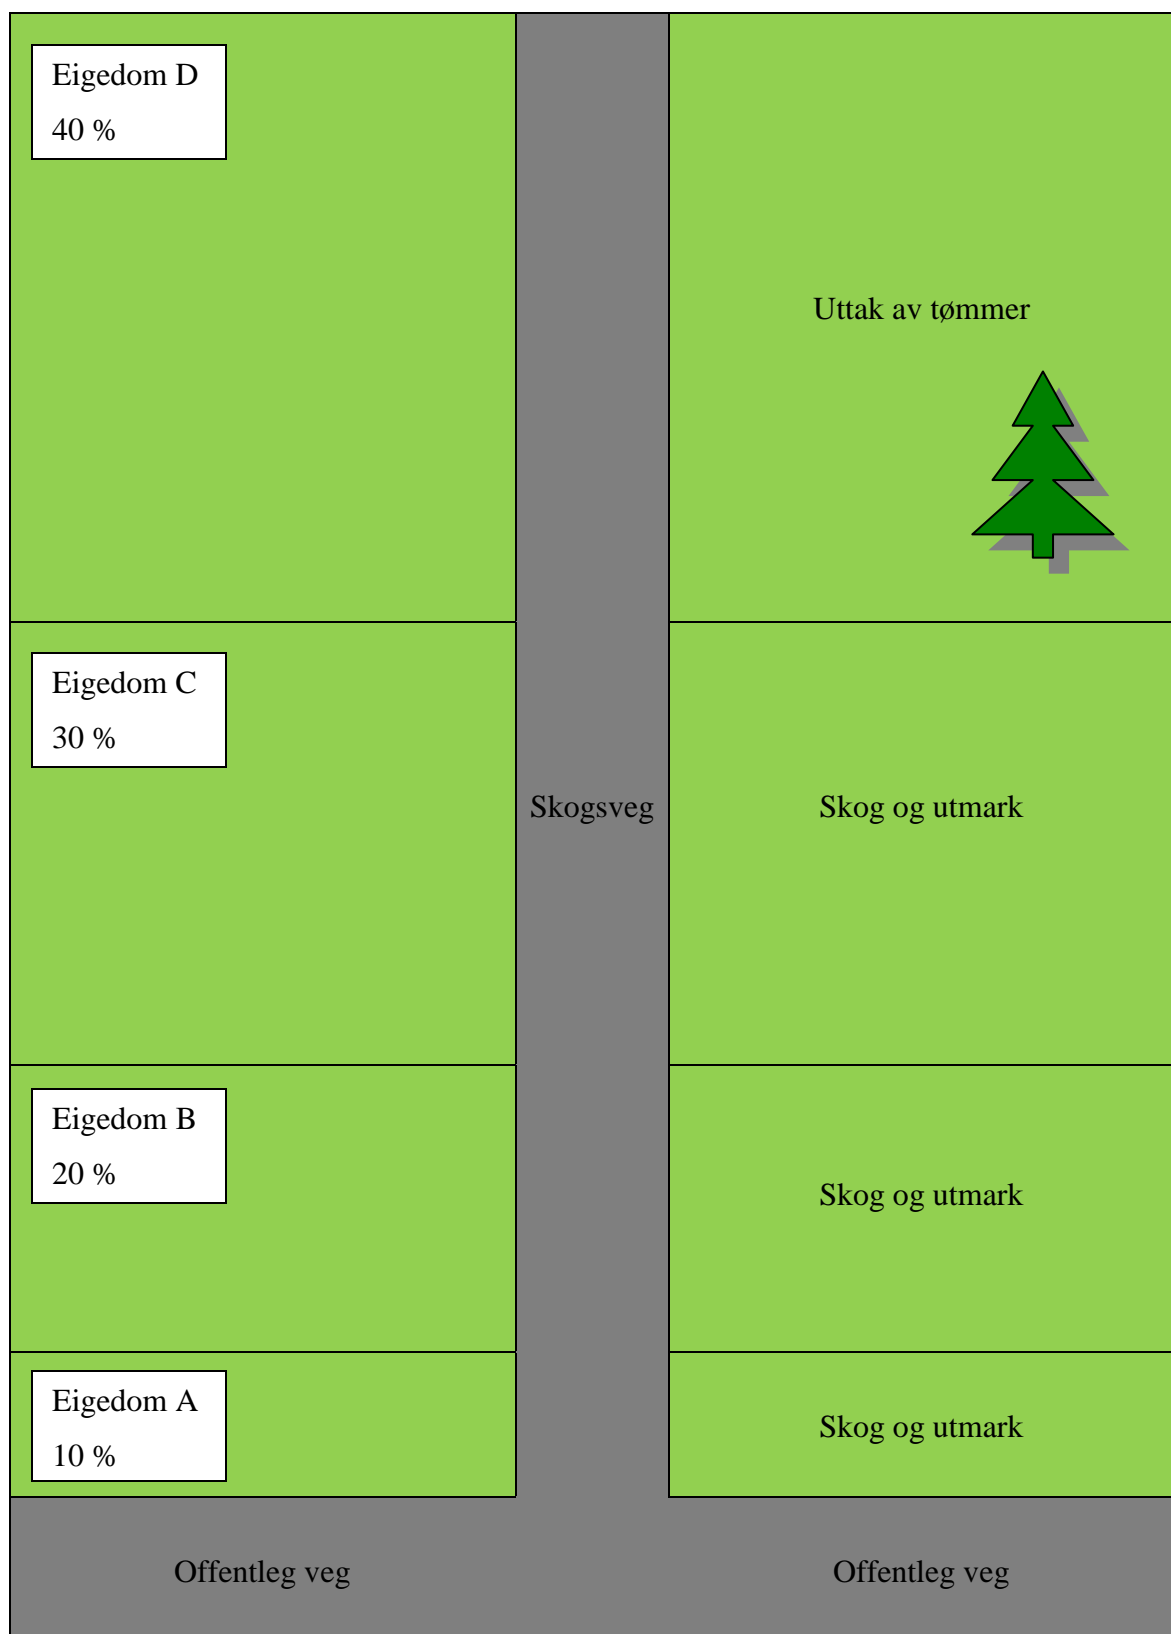 Eigedom D
40 %
Uttak av tømmer
Eigedom C
30 %
Skogsveg
Skog og utmark
Eigedom B
20 %
Skog og utmark
Eigedom A
10 %
Skog og utmark
Offentleg veg
Offentleg veg